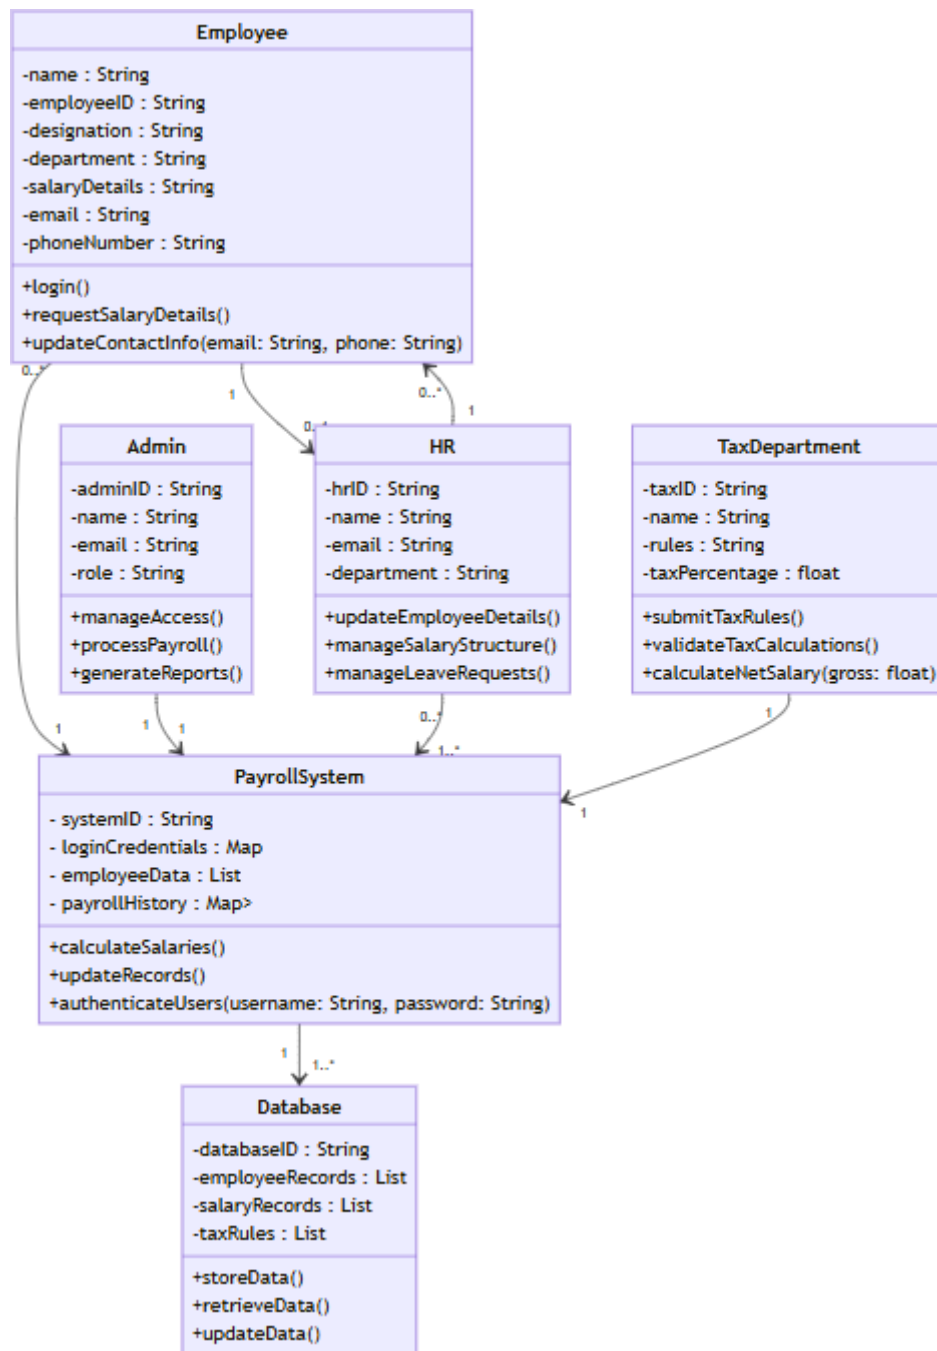 Employee
-name : String
-employeeID : String
-designation : String
-department : String
-salaryDetails : String
-email : String
-phoneNumber : String
+login()
+requestSalaryDetails()
+updateContactInfo(email: String, phone: String)
0..*
1
0..*
1
0..*
Admin
-adminID : String
-name : String
-email : String
-role : String
+manageAccess()
+processPayroll()
+generateReports()
HR
-hrID : String
-name : String
-email : String
-department : String
+updateEmployeeDetails()
+manageSalaryStructure()
+manageLeaveRequests()
TaxDepartment
-taxID : String
-name : String
-rules : String
-taxPercentage : float
+submitTaxRules()
+validateTaxCalculations()
+calculateNetSalary(gross: float)
1
1
1
0..*
1..*
1
1
PayrollSystem
- systemID : String
- loginCredentials : Map
- employeeData : List
- payrollHistory : Map>
+calculateSalaries()
+updateRecords()
+authenticateUsers(username: String, password: String)
1
1..*
Database
-databaseID : String
-employeeRecords : List
-salaryRecords : List
-taxRules : List
+storeData()
+retrieveData()
+updateData()